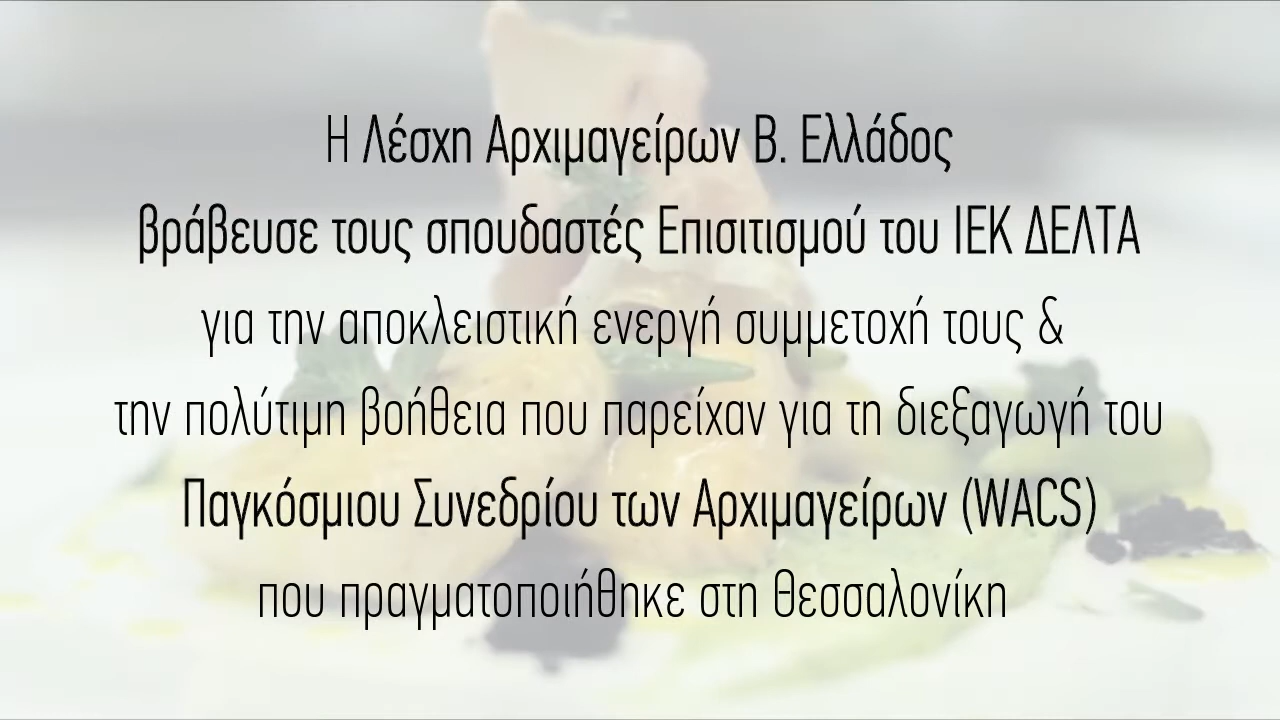 Η Λέσχη Αρχιμαγείρων Β. Ελλάδος
βράβευσε τους σπουδαστές Επισιτισμού του ΙΕΚ ΔΕΛΤΑ
για την αποκλειστική ενεργή συμμετοχή τους &
την πολύτιμη βοήθεια που παρείχαν για τη διεξαγωγή του
Παγκόσμιου Συνεδρίου των Αρχιμαγείρων (WACS)
που πραγματοποιήθηκε στη Θεσσαλονίκη